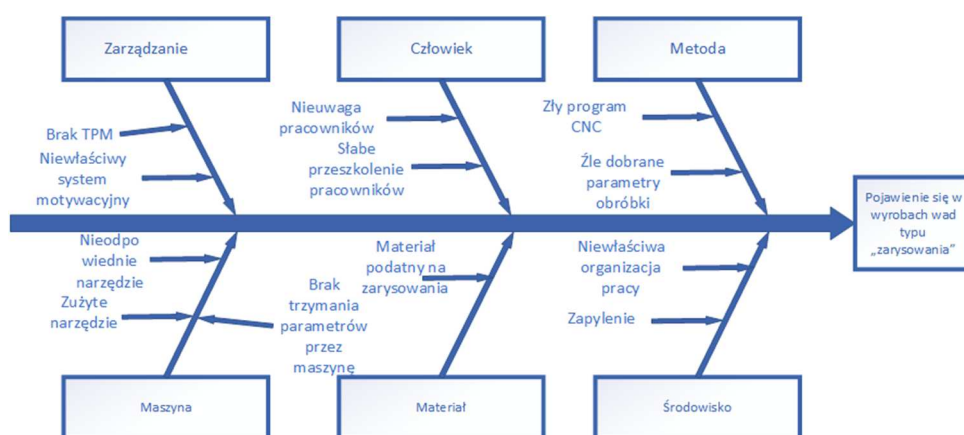 Zarządzanie
Człowiek
Metoda
Brak TPM
Niewłaściwy
system
motywacyjny
Nieuwaga
pracowników
Słabe
przeszkolenie
pracowników
Zły program
CNC
Źle dobrane
parametry
obróbki
Pojawienie się w
wyrobach wad
typu
„zarysowania”
Nieodpo
wiednie
narzędzie
Zużyte
narzędzie
Brak
trzymania
parametrów
przez
maszynę
Materiał
podatny na
zarysowania
Niewłaściwa
organizacja
pracy
Zapylenie
Maszyna
Materiał
Środowisko